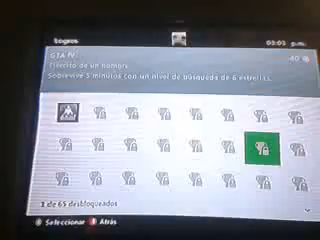 Logros 03:03 p.m.
GTA IV 40
Ejército de un hombre
Sobrevive 5 minutos con un nivel de búsqueda de 6 estrellas.
1 de 65 desbloqueados
A Seleccionar B Atrás